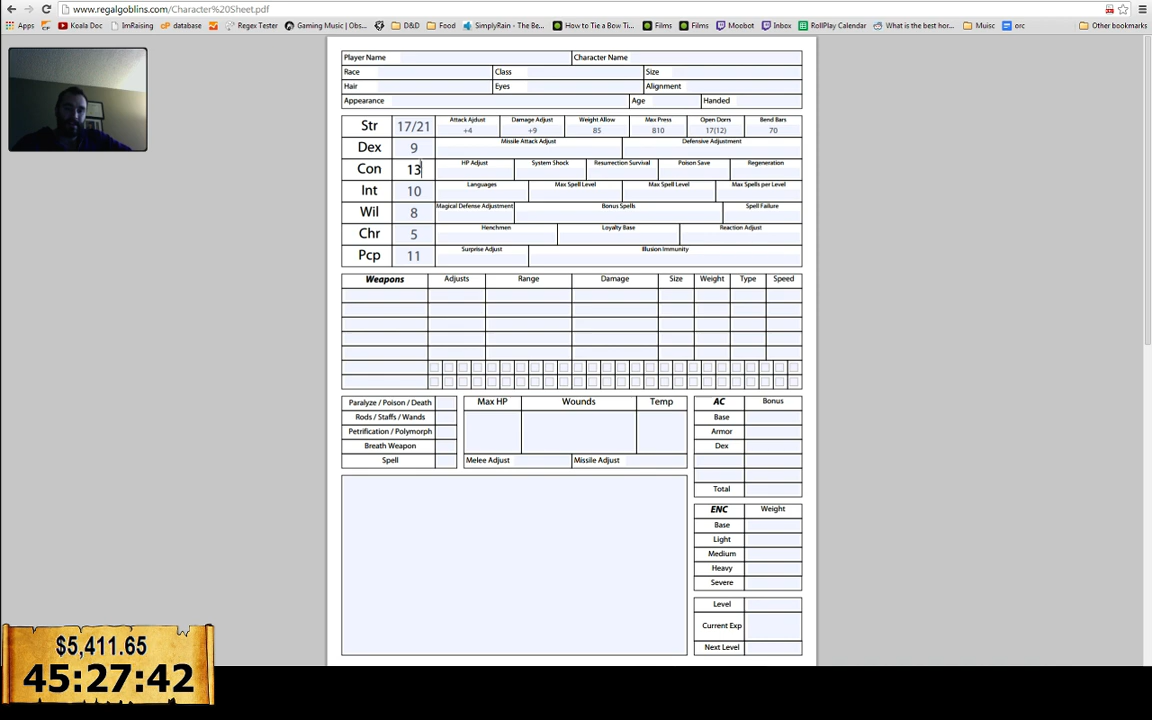 www.regalgoblins.com/Character%20Sheet.pdf
Apps Koala Doc ImRaising database Regex Tester Gaming Music | Obs... D&D Food SimplyRain - The Be... How to Tie a Bow Ti... Films Films Moobot Inbox RollPlay Calendar What is the best hor... Muisc orc Other bookmarks
Player Name Character Name
Race Class Size
Hair Eyes Alignment
Appearance Age Handed
Str 17/21 Attack Ajdust Damage Adjust Weight Allow Max Press Open Dorrs Bend Bars
+4 +9 85 810 17(12) 70
Dex 9 Missile Attack Adjust Defensive Adjustment
Con 13 HP Adjust System Shock Resurrection Survival Poison Save Regeneration
Int 10 Languages Max Spell Level Max Spell Level Max Spells per Level
Wil 8 Magical Defense Adjustment Bonus Spells Spell Failure
Chr 5 Henchmen Loyalty Base Reaction Adjust
Pcp 11 Surprise Adjust Illusion Immunity
Weapons Adjusts Range Damage Size Weight Type Speed
Paralyze / Poison / Death Max HP Wounds Temp AC Bonus
Rods / Staffs / Wands Base
Petrification / Polymorph Armor
Breath Weapon Dex
Spell Melee Adjust Missile Adjust
Total
ENC Weight
Base
Light
Medium
Heavy
Severe
Level
Current Exp
Next Level
$5,411.65
45:27:42